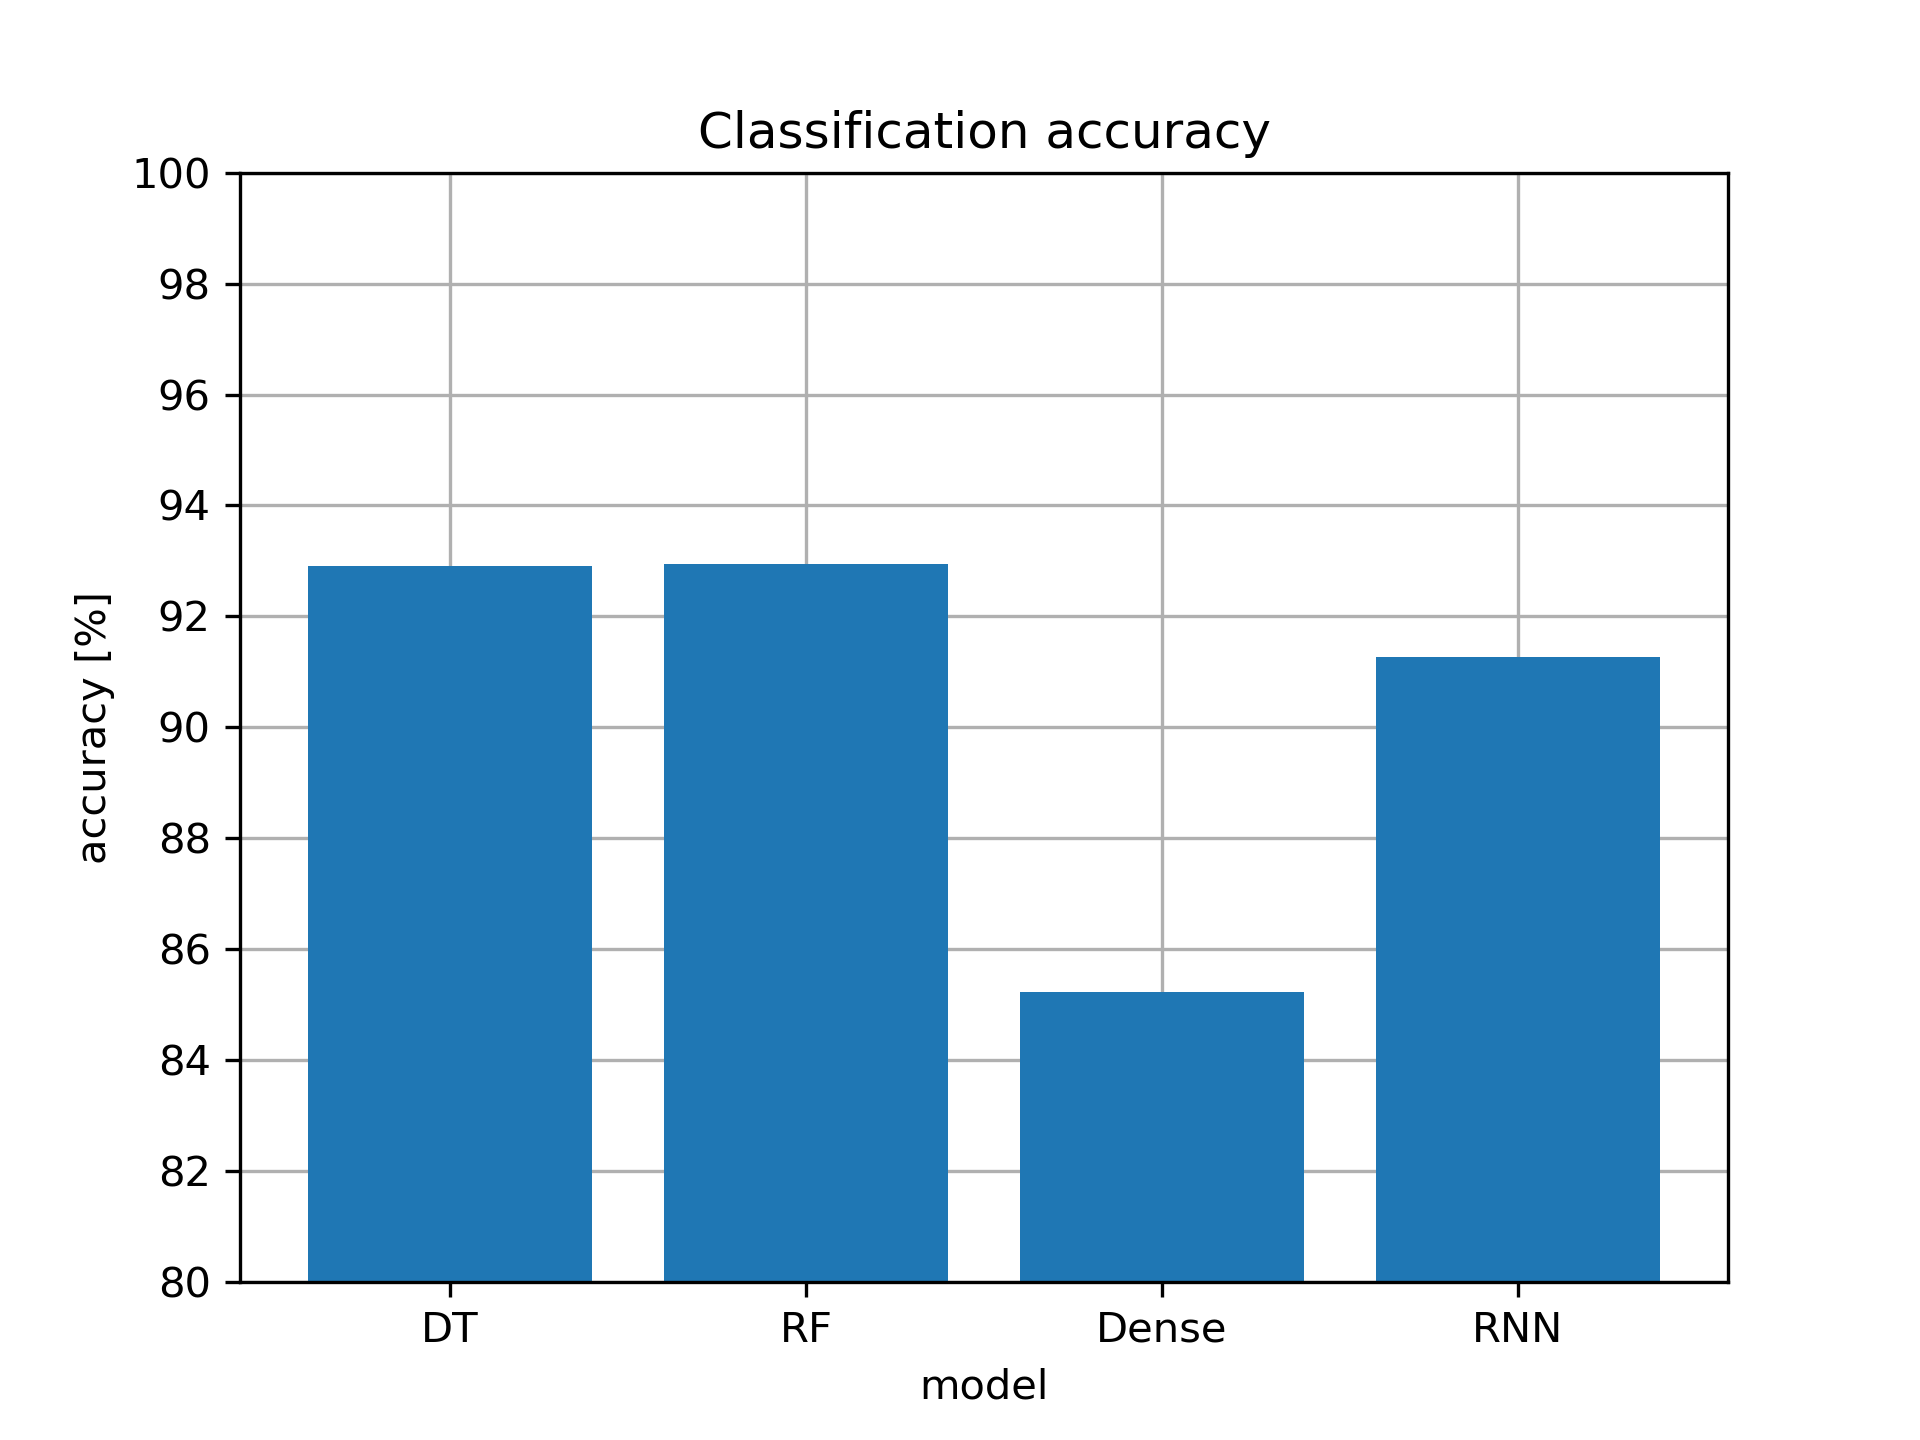 Classification accuracy
100
98
96
94
92
90
88
86
84
82
80
accuracy [%]
DT RF Dense RNN
model